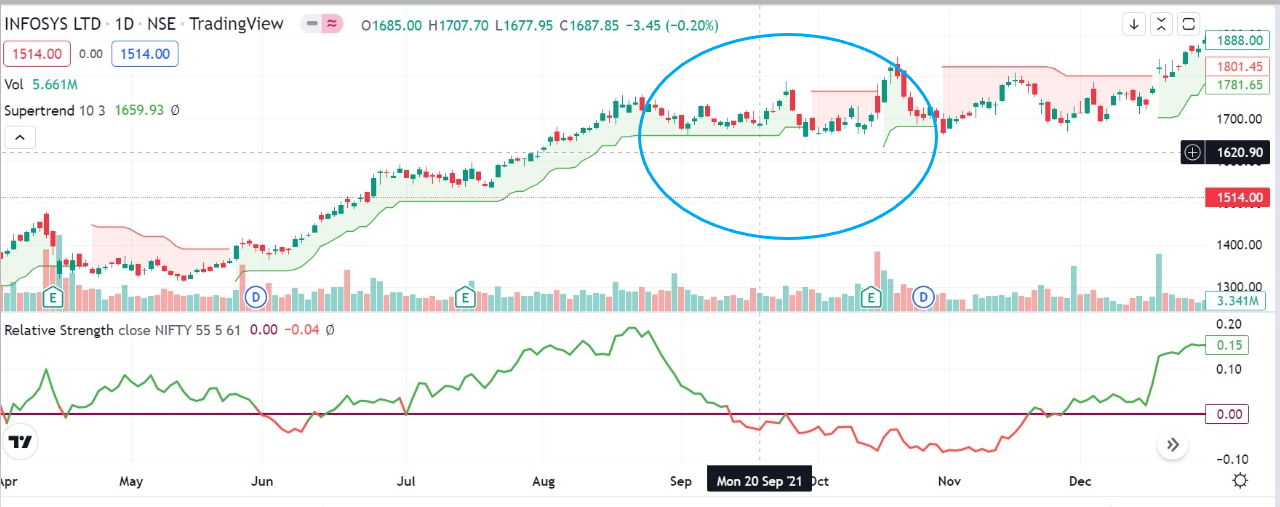 INFOSYS LTD · 1D · NSE · TradingView O1685.00 H1707.70 L1677.95 C1687.85 −3.45 (−0.20%)
1514.00 0.00 1514.00
Vol 5.661M
Supertrend 10 3 1659.93 Ø
1888.00
1801.45
1781.65
1700.00
1620.90
1514.00
1400.00
1300.00
3.341M
E D E E D
Relative Strength close NIFTY 55 5 61 0.00 −0.04 Ø
0.20
0.15
0.10
0.00
−0.10
Apr May Jun Jul Aug Sep Mon 20 Sep '21 Oct Nov Dec